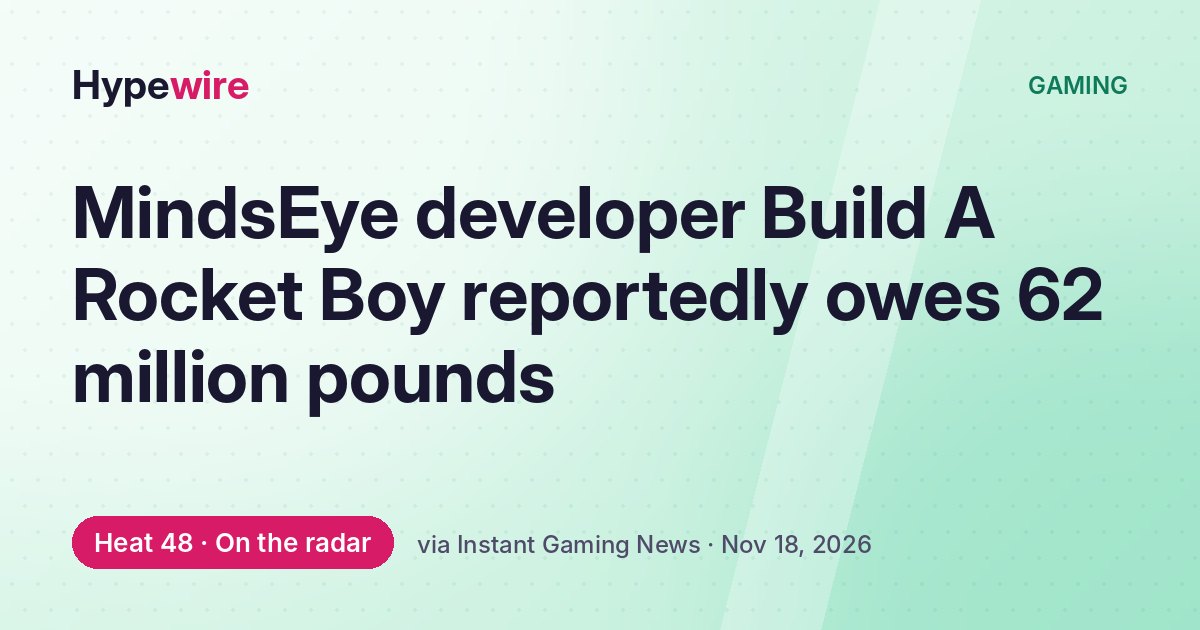 Hypewire
GAMING
MindsEye developer Build A
Rocket Boy reportedly owes 62
million pounds
Heat 48 · On the radar
via Instant Gaming News · Nov 18, 2026